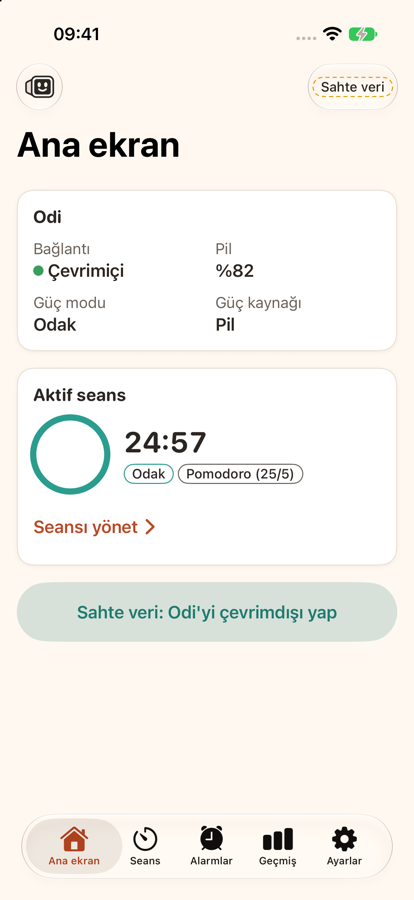 09:41
Sahte veri
Ana ekran
Odi
Bağlantı
Pil
Çevrimiçi
%82
Güç modu
Güç kaynağı
Odak
Pil
Aktif seans
24:57
Odak
Pomodoro (25/5)
Seansı yönet
Sahte veri: Odi'yi çevrimdışı yap
Ana ekran
Seans
Alarmlar
Geçmiş
Ayarlar